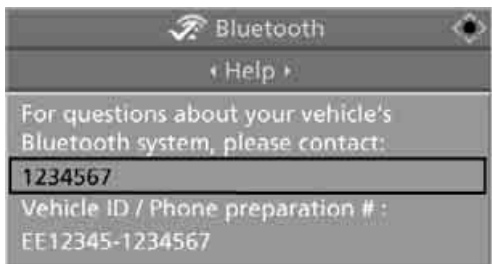 Bluetooth
Help
For questions about your vehicle's
Bluetooth system, please contact:
1234567
Vehicle ID / Phone preparation # :
EE12345-1234567